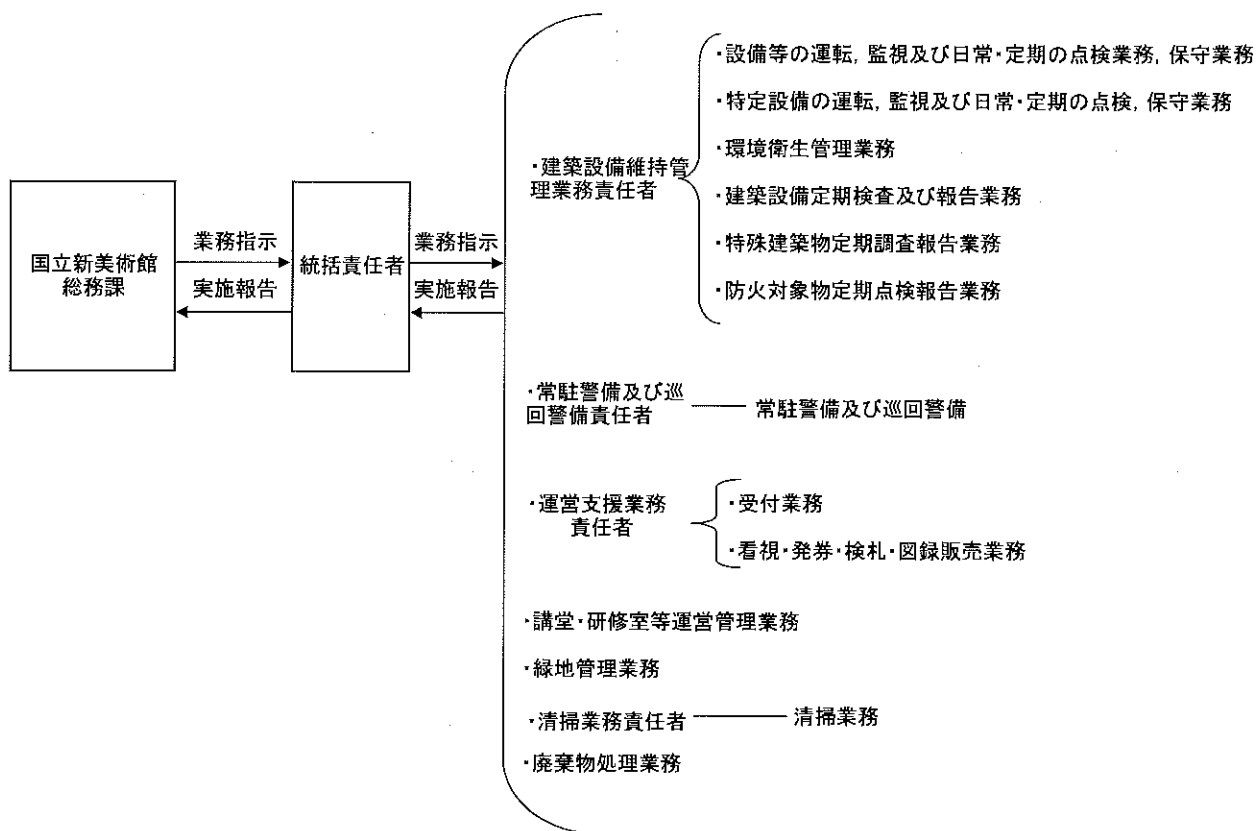 国立新美術館
総務課
業務指示
実施報告
統括責任者
業務指示
実施報告
・建築設備維持管
理業務責任者
・設備等の運転, 監視及び日常・定期の点検業務, 保守業務
・特定設備の運転, 監視及び日常・定期の点検, 保守業務
・環境衛生管理業務
・建築設備定期検査及び報告業務
・特殊建築物定期調査報告業務
・防火対象物定期点検報告業務
・常駐警備及び巡
回警備責任者
常駐警備及び巡回警備
・運営支援業務
責任者
・受付業務
・看視・発券・検札・図録販売業務
・講堂・研修室等運営管理業務
・緑地管理業務
・清掃業務責任者
清掃業務
・廃棄物処理業務